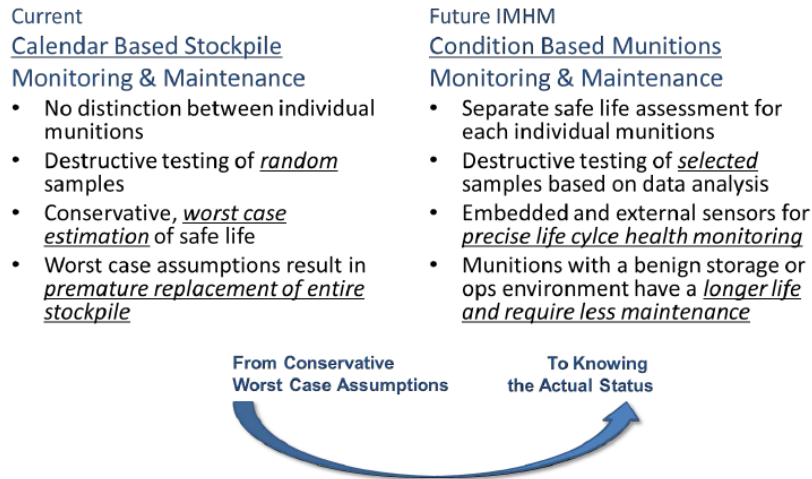 Current
Calendar Based Stockpile
Monitoring & Maintenance
• No distinction between individual
munitions
• Destructive testing of random
samples
• Conservative, worst case
estimation of safe life
• Worst case assumptions result in
premature replacement of entire
stockpile
Future IMHM
Condition Based Munitions
Monitoring & Maintenance
• Separate safe life assessment for
each individual munitions
• Destructive testing of selected
samples based on data analysis
• Embedded and external sensors for
precise life cylce health monitoring
• Munitions with a benign storage or
ops environment have a longer life
and require less maintenance
From Conservative
Worst Case Assumptions
To Knowing
the Actual Status